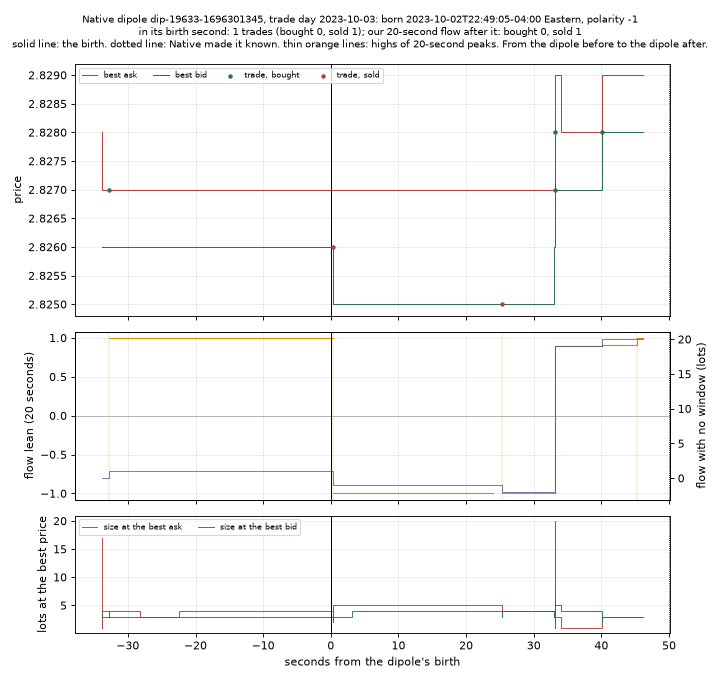 Native dipole dip-19633-1696301345, trade day 2023-10-03: born 2023-10-02T22:49:05-04:00 Eastern, polarity -1
in its birth second: 1 trades (bought 0, sold 1); our 20-second flow after it: bought 0, sold 1
solid line: the birth. dotted line: Native made it known. thin orange lines: highs of 20-second peaks. From the dipole before to the dipole after.
best ask best bid trade, bought trade, sold
2.8290
2.8285
2.8280
2.8275
2.8270
2.8265
2.8260
2.8255
2.8250
price
1.0
0.5
0.0
−0.5
−1.0
flow lean (20 seconds)
20
15
10
5
0
flow with no window (lots)
size at the best ask size at the best bid
20
15
10
5
lots at the best price
−30 −20 −10 0 10 20 30 40 50
seconds from the dipole's birth